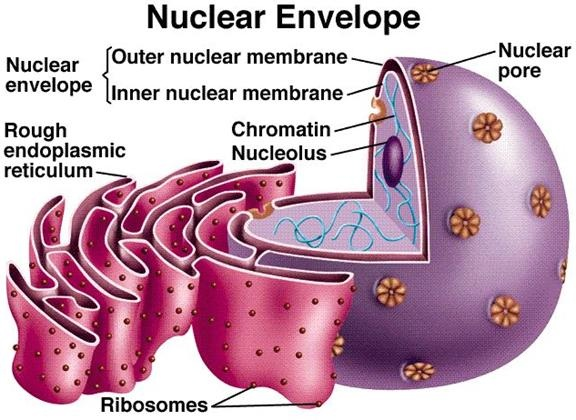 Nuclear Envelope
Nuclear
envelope
Outer nuclear membrane
Inner nuclear membrane
Nuclear
pore
Chromatin
Nucleolus
Rough
endoplasmic
reticulum
Ribosomes